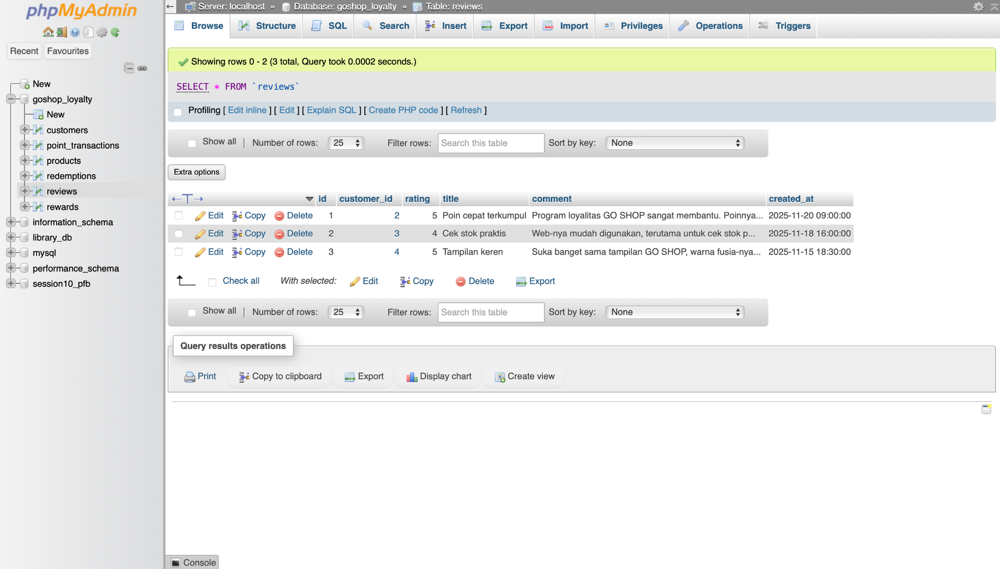 phpMyAdmin
Recent Favourites
New
goshop_loyalty
New
customers
point_transactions
products
redemptions
reviews
rewards
information_schema
library_db
mysql
performance_schema
session10_pfb
Server: localhost » Database: goshop_loyalty » Table: reviews
Browse Structure SQL Search Insert Export Import Privileges Operations Triggers
Showing rows 0 - 2 (3 total, Query took 0.0002 seconds.)
SELECT * FROM `reviews`
Profiling [ Edit inline ] [ Edit ] [ Explain SQL ] [ Create PHP code ] [ Refresh ]
Show all | Number of rows: 25 Filter rows: Search this table Sort by key: None
Extra options
id customer_id rating title comment created_at
Edit Copy Delete 1 2 5 Poin cepat terkumpul Program loyalitas GO SHOP sangat membantu. Poinnya... 2025-11-20 09:00:00
Edit Copy Delete 2 3 4 Cek stok praktis Web-nya mudah digunakan, terutama untuk cek stok p... 2025-11-18 16:00:00
Edit Copy Delete 3 4 5 Tampilan keren Suka banget sama tampilan GO SHOP, warna fusia-nya... 2025-11-15 18:30:00
Check all With selected: Edit Copy Delete Export
Show all | Number of rows: 25 Filter rows: Search this table Sort by key: None
Query results operations
Print Copy to clipboard Export Display chart Create view
Console